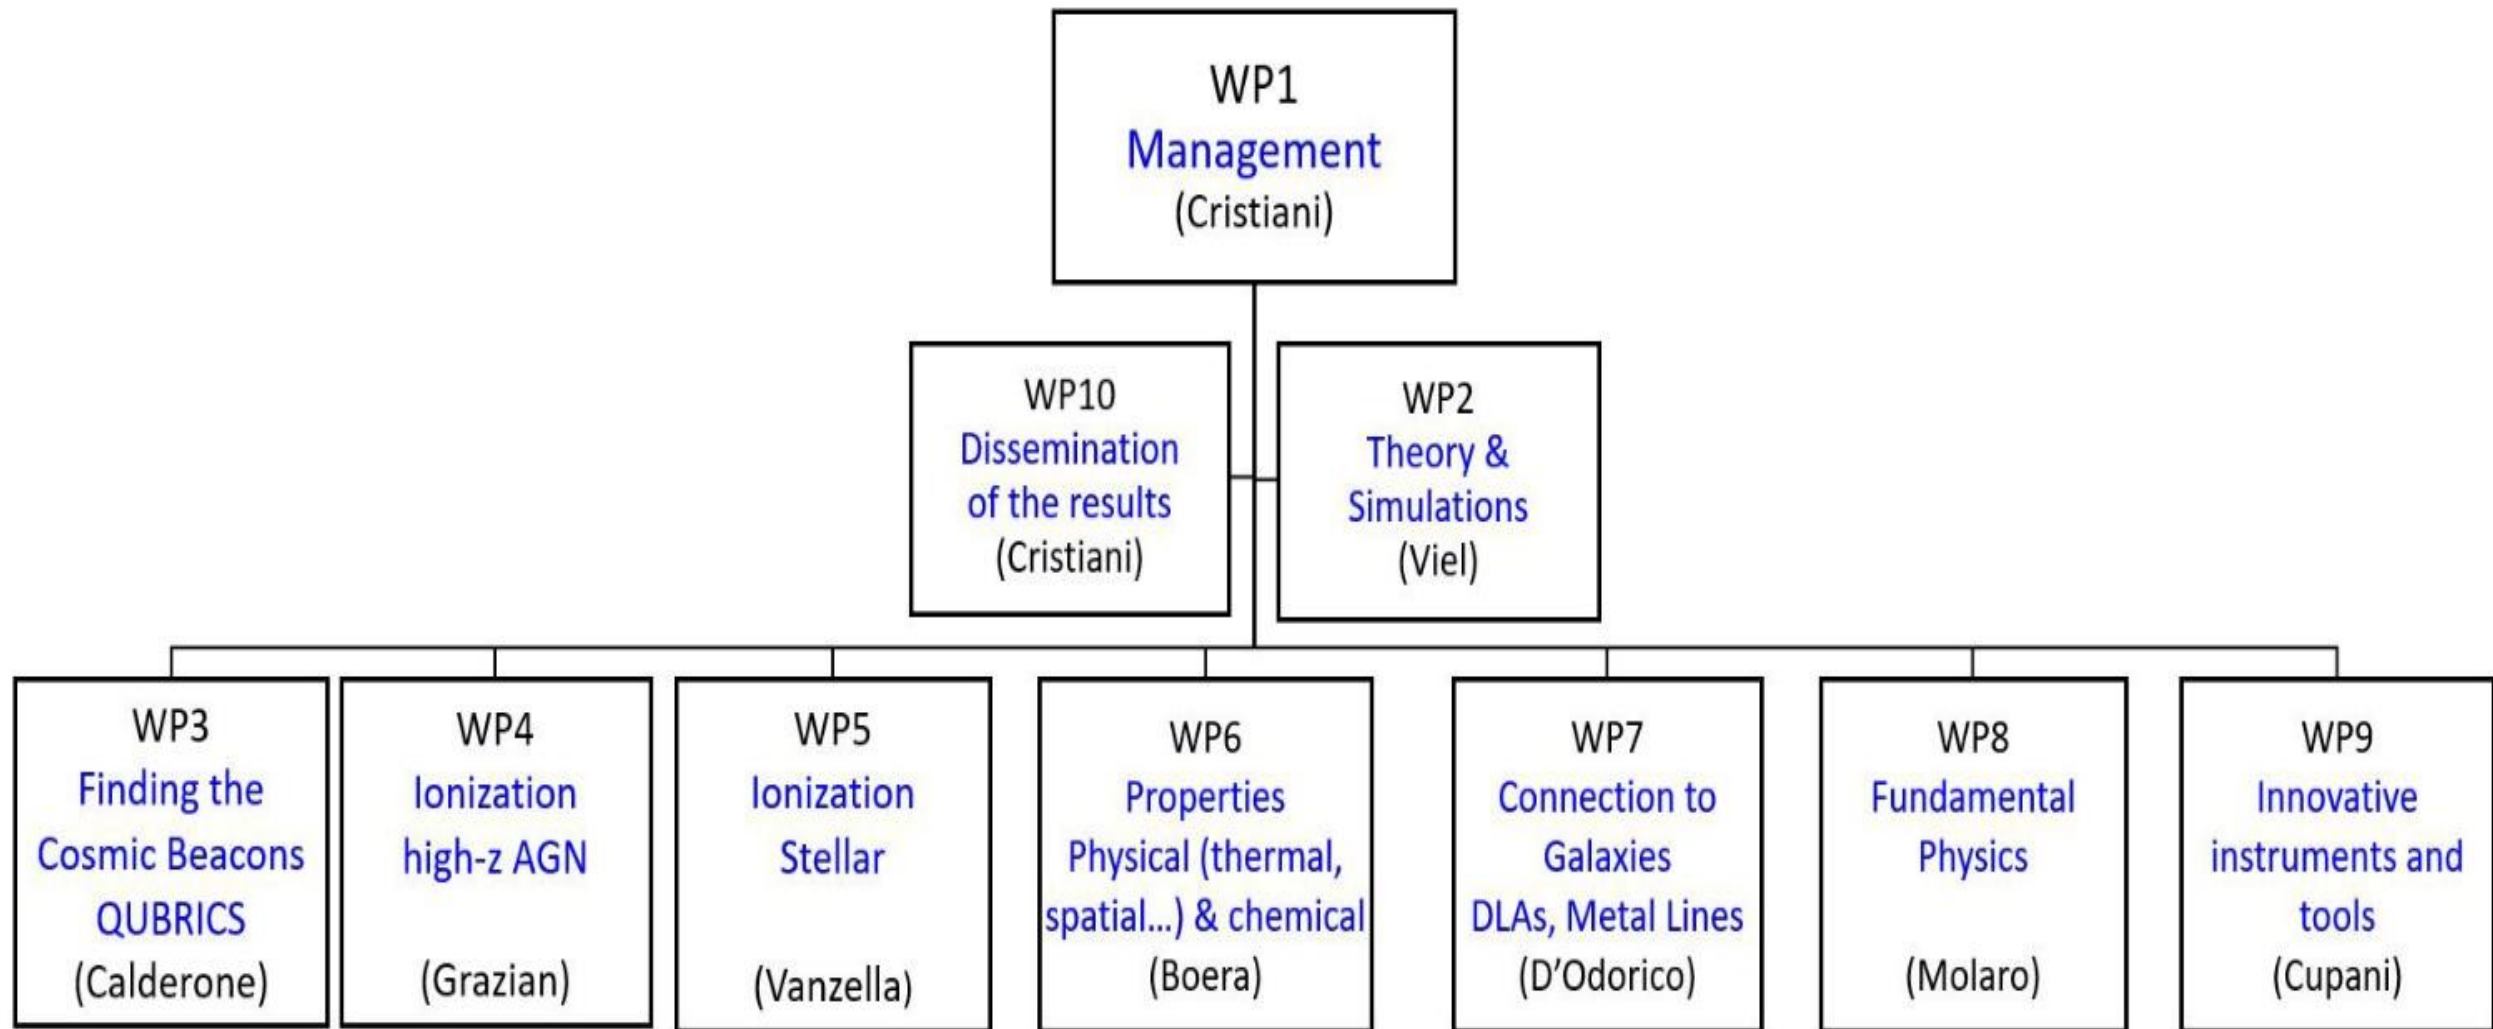 WP1
Management
(Cristiani)
WP10
Dissemination
of the results
(Cristiani)
WP2
Theory &
Simulations
(Viel)
WP3
Finding the
Cosmic Beacons
QUBRICS
(Calderone)
WP4
Ionization
high-z AGN
(Grazian)
WP5
Ionization
Stellar
(Vanzella)
WP6
Properties
Physical (thermal,
spatial...) & chemical
(Boera)
WP7
Connection to
Galaxies
DLAs, Metal Lines
(D’Odorico)
WP8
Fundamental
Physics
(Molaro)
WP9
Innovative
instruments and
tools
(Cupani)